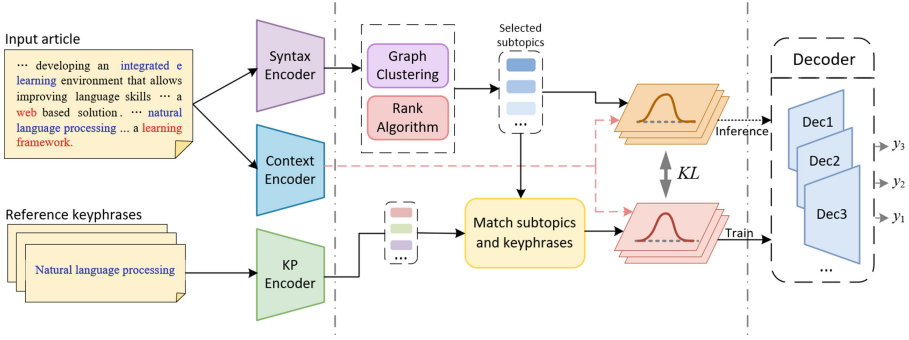 Input article
··· developing an integrated e
learning environment that allows
improving language skills ··· a
web based solution. ··· natural
language processing ... a learning
framework.
Reference keyphrases
Natural language processing
Syntax
Encoder
Context
Encoder
KP
Encoder
Graph
Clustering
Rank
Algorithm
Selected
subtopics
...
...
Match subtopics
and keyphrases
KL
Inference
Train
Decoder
Dec1
Dec2
Dec3
...
y3
y2
y1